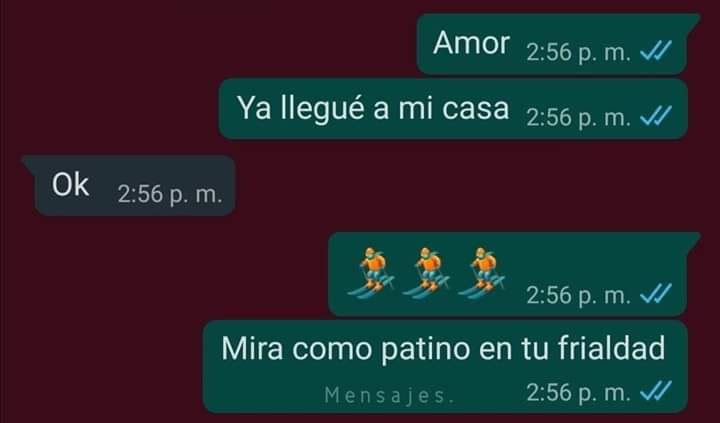 Amor 2:56 p. m.
Ya llegué a mi casa 2:56 p. m.
Ok 2:56 p. m.
⛷⛷⛷ 2:56 p. m.
Mira como patino en tu frialdad
Mensajes. 2:56 p. m.